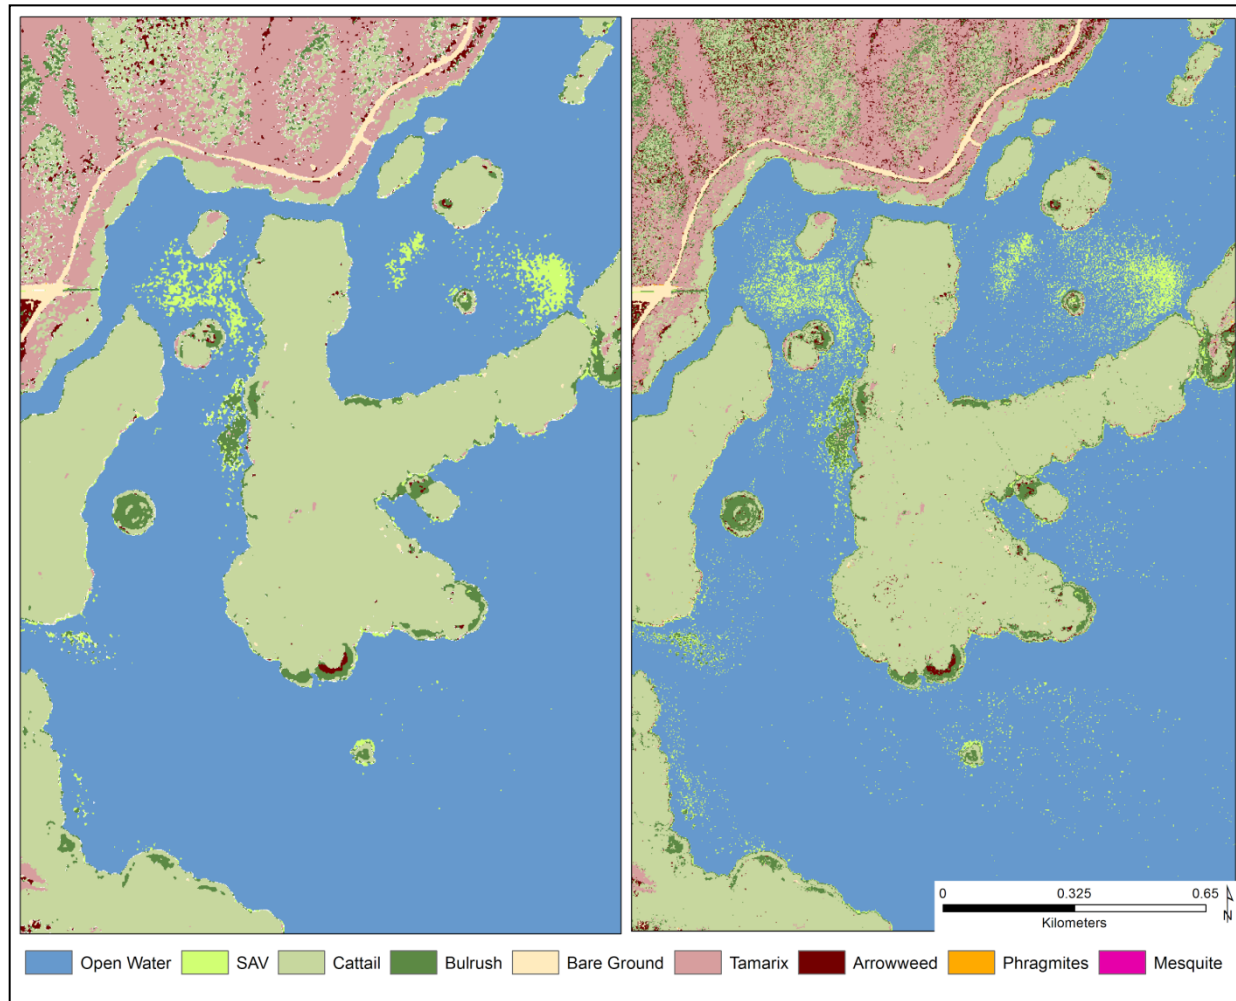 0 0.325 0.65
Kilometers
N
Open Water SAV Cattail Bulrush Bare Ground Tamarix Arrowweed Phragmites Mesquite